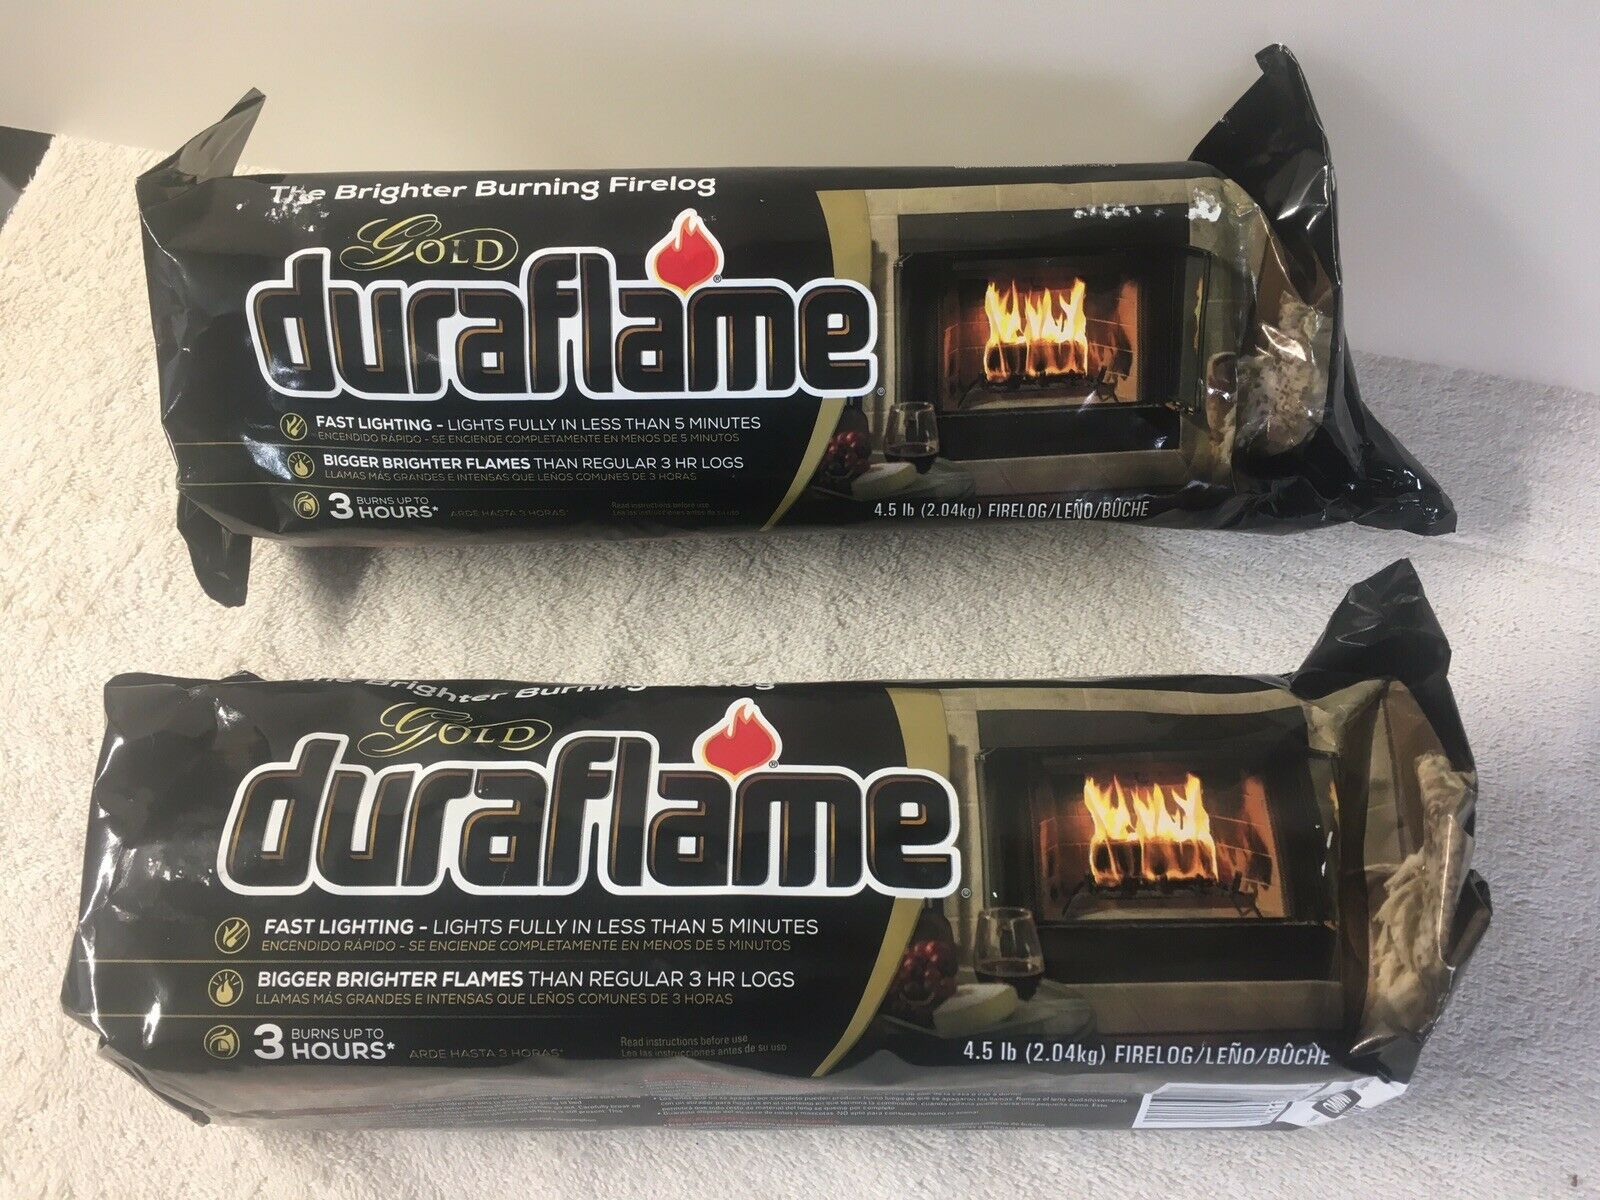 The Brighter Burning Firelog
GOLD
duraflame®
FAST LIGHTING - LIGHTS FULLY IN LESS THAN 5 MINUTES
ENCENDIDO RÁPIDO - SE ENCIENDE COMPLETAMENTE EN MENOS DE 5 MINUTOS
BIGGER BRIGHTER FLAMES THAN REGULAR 3 HR LOGS
LLAMAS MÁS GRANDES E INTENSAS QUE LEÑOS COMUNES DE 3 HORAS
3 BURNS UP TO
HOURS*
ARDE HASTA 3 HORAS*
Read instructions before use
Lea las instrucciones antes de su uso
4.5 lb (2.04kg) FIRELOG/LEÑO/BÛCHE
The Brighter Burning
GOLD
duraflame®
FAST LIGHTING - LIGHTS FULLY IN LESS THAN 5 MINUTES
ENCENDIDO RÁPIDO - SE ENCIENDE COMPLETAMENTE EN MENOS DE 5 MINUTOS
BIGGER BRIGHTER FLAMES THAN REGULAR 3 HR LOGS
LLAMAS MÁS GRANDES E INTENSAS QUE LEÑOS COMUNES DE 3 HORAS
3 BURNS UP TO
HOURS*
ARDE HASTA 3 HORAS*
Read instructions before use
Lea las instrucciones antes de su uso
4.5 lb (2.04kg) FIRELOG/LEÑO/BÛCHE